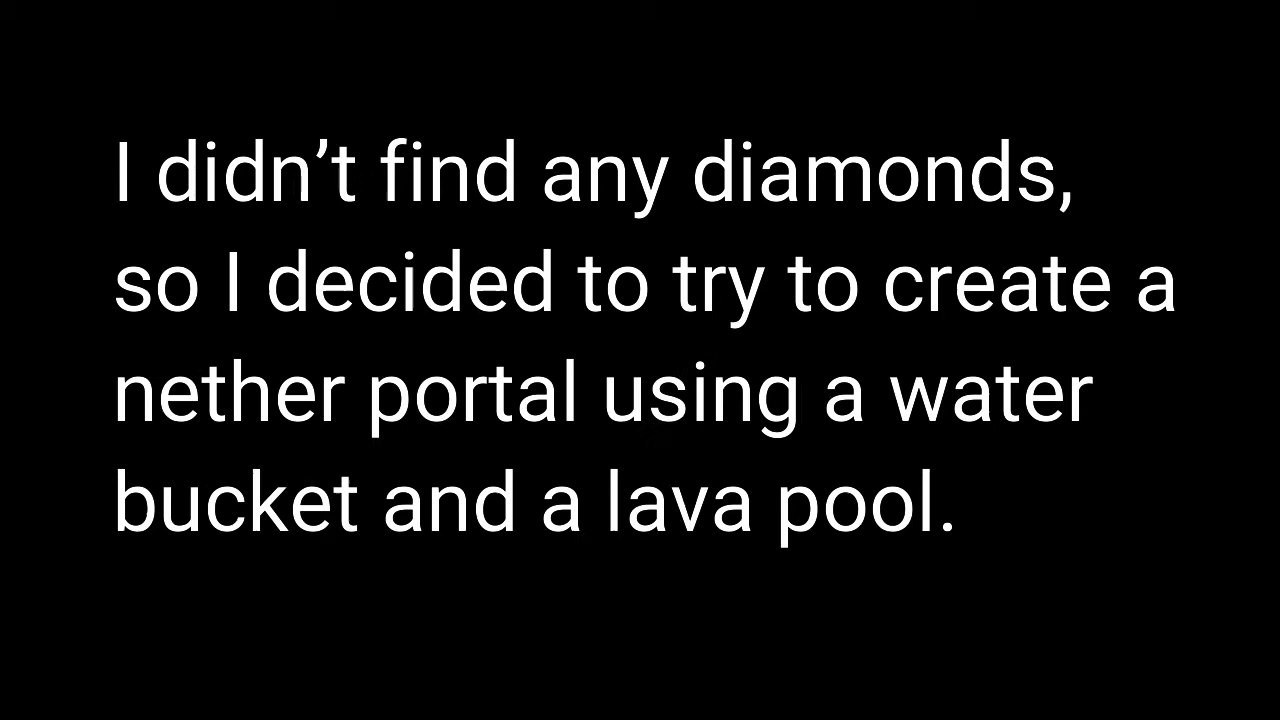 I didn’t find any diamonds,
so I decided to try to create a
nether portal using a water
bucket and a lava pool.